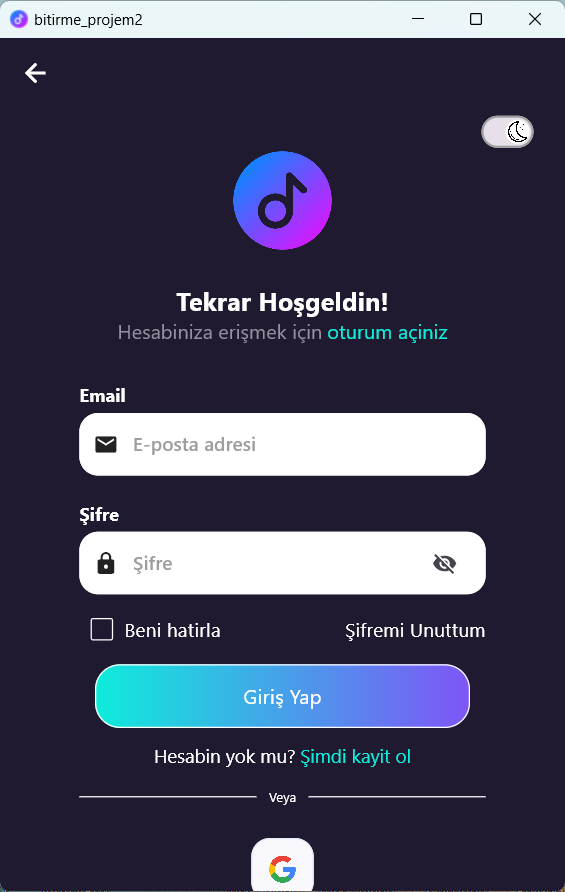 bitirme_projem2
Tekrar Hoşgeldin!
Hesabiniza erişmek için oturum açiniz
Email
E-posta adresi
Şifre
Şifre
Beni hatirla Şifremi Unuttum
Giriş Yap
Hesabin yok mu? Şimdi kayit ol
Veya